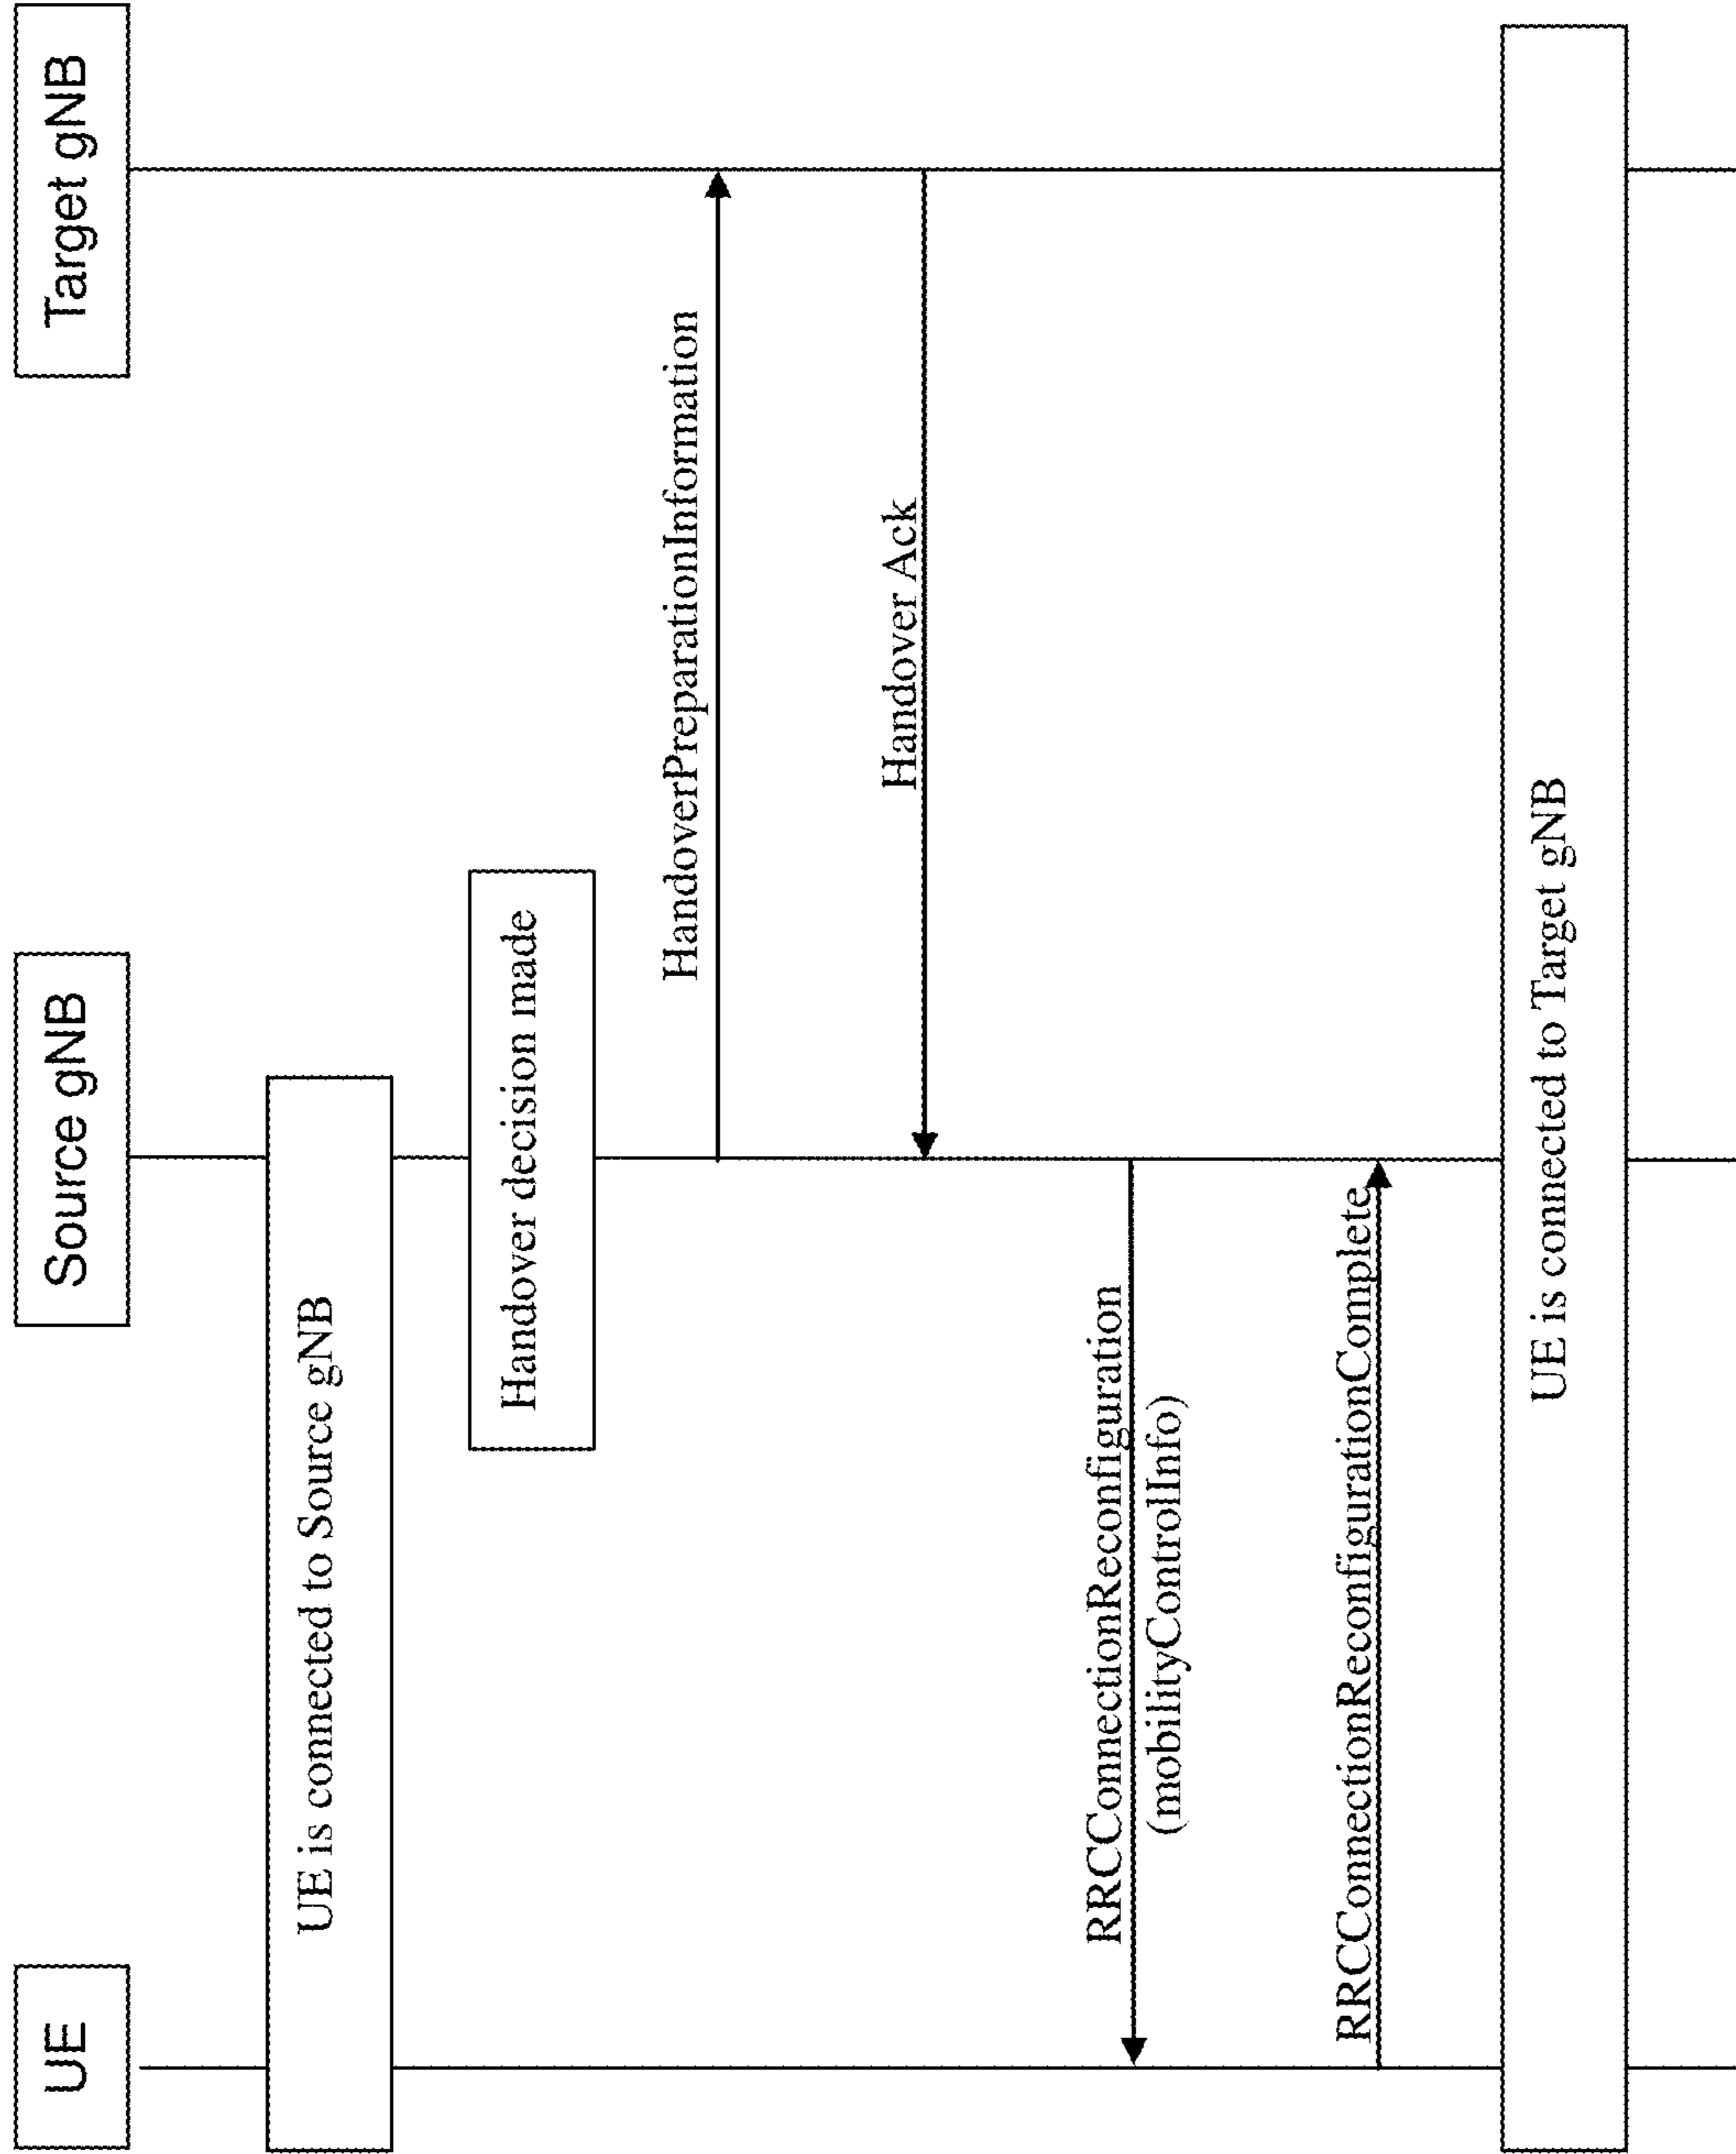 UE
Source gNB
Target gNB
UE is connected to Source gNB
Handover decision made
HandoverPreparationInformation
Handover Ack
RRCConnectionReconfiguration
(mobilityControlInfo)
RRCConnectionReconfigurationComplete
UE is connected to Target gNB